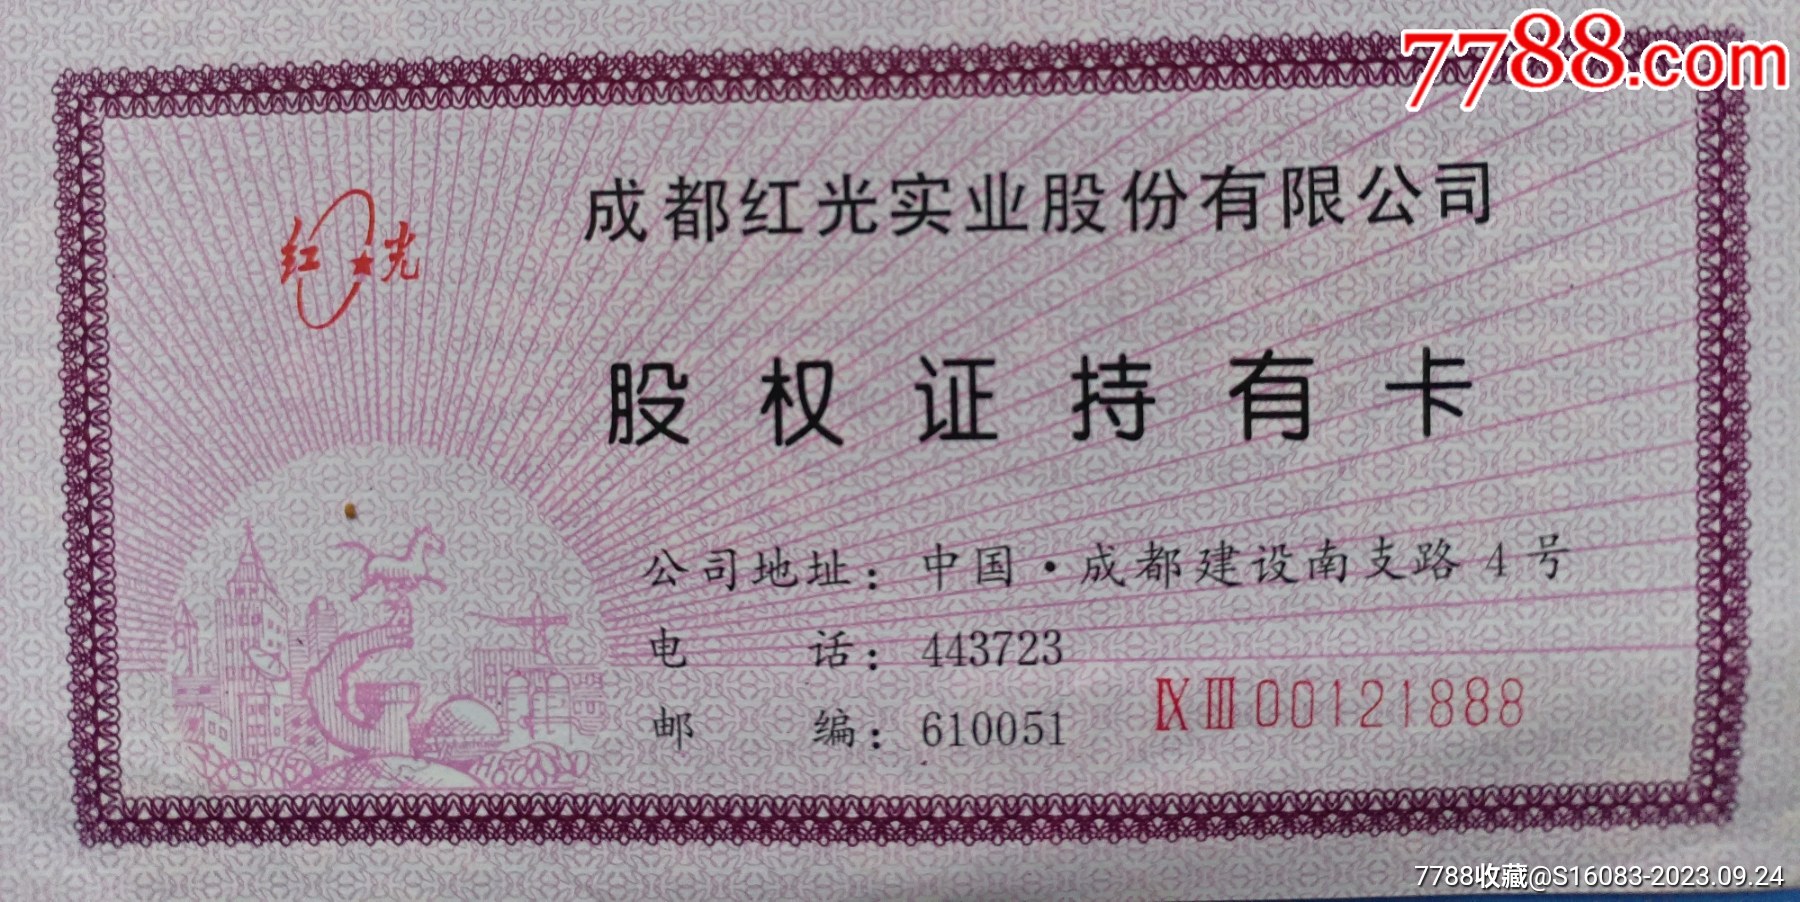 7788.com
成都红光实业股份有限公司
红光
股权证持有卡
公司地址：中国·成都建设南支路4号
电话：443723
邮编：610051
ⅨⅢ00121888
7788收藏@S16083-2023.09.24